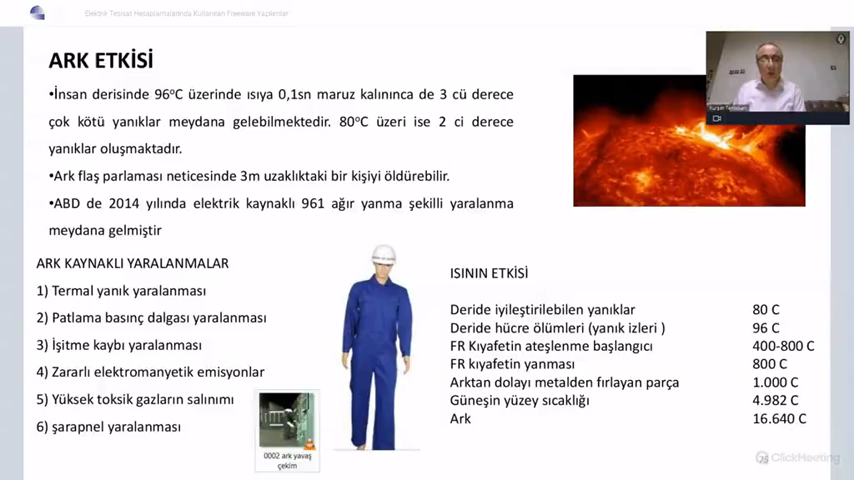 Elektrik Tesisat Hesaplamalarında Kullanılan Freeware Yazılımlar
ARK ETKİSİ
•İnsan derisinde 96°C üzerinde ısıya 0,1sn maruz kalınınca de 3 cü derece
çok kötü yanıklar meydana gelebilmektedir. 80°C üzeri ise 2 ci derece
yanıklar oluşmaktadır.
•Ark flaş parlaması neticesinde 3m uzaklıktaki bir kişiyi öldürebilir.
•ABD de 2014 yılında elektrik kaynaklı 961 ağır yanma şekilli yaralanma
meydana gelmiştir
ARK KAYNAKLI YARALANMALAR
1) Termal yanık yaralanması
2) Patlama basınç dalgası yaralanması
3) İşitme kaybı yaralanması
4) Zararlı elektromanyetik emisyonlar
5) Yüksek toksik gazların salınımı
6) şarapnel yaralanması
0002 ark yavaş
çekim
ISININ ETKİSİ
Deride iyileştirilebilen yanıklar 80 C
Deride hücre ölümleri (yanık izleri ) 96 C
FR Kıyafetin ateşlenme başlangıcı 400-800 C
FR kıyafetin yanması 800 C
Arktan dolayı metalden fırlayan parça 1.000 C
Güneşin yüzey sıcaklığı 4.982 C
Ark 16.640 C
25
ClickMeeting